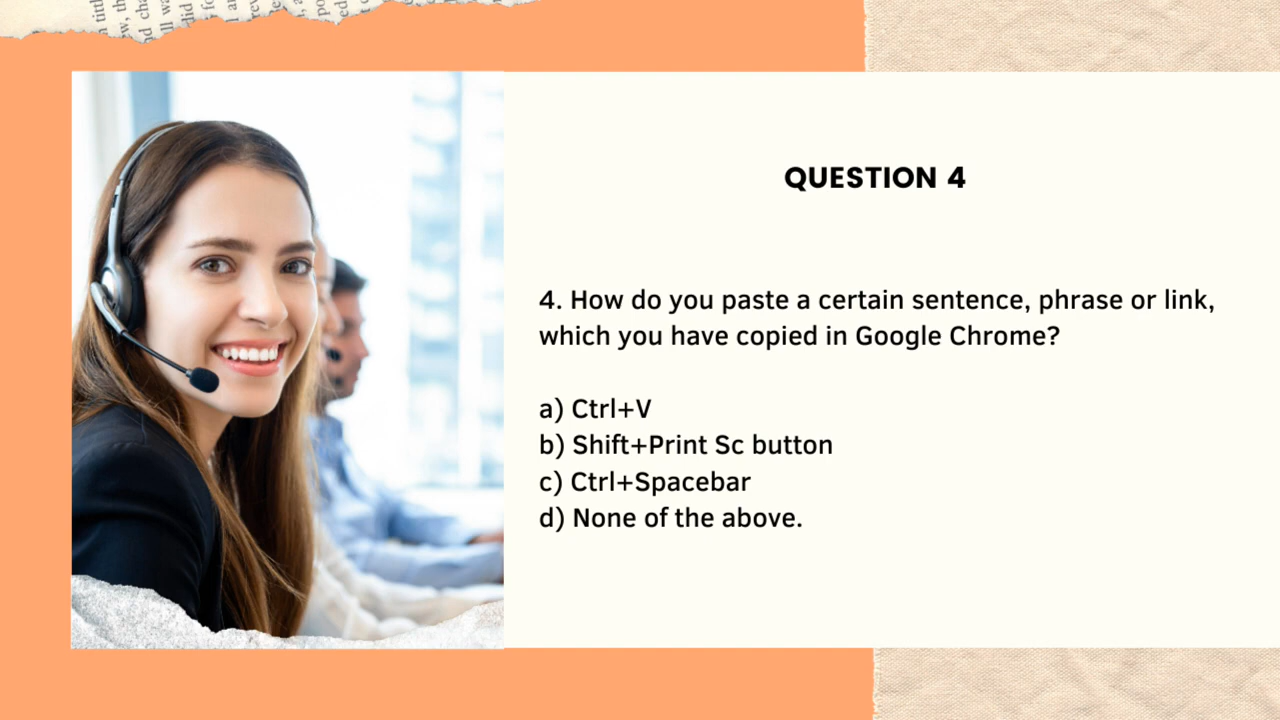 QUESTION 4
4. How do you paste a certain sentence, phrase or link,
which you have copied in Google Chrome?
a) Ctrl+V
b) Shift+Print Sc button
c) Ctrl+Spacebar
d) None of the above.